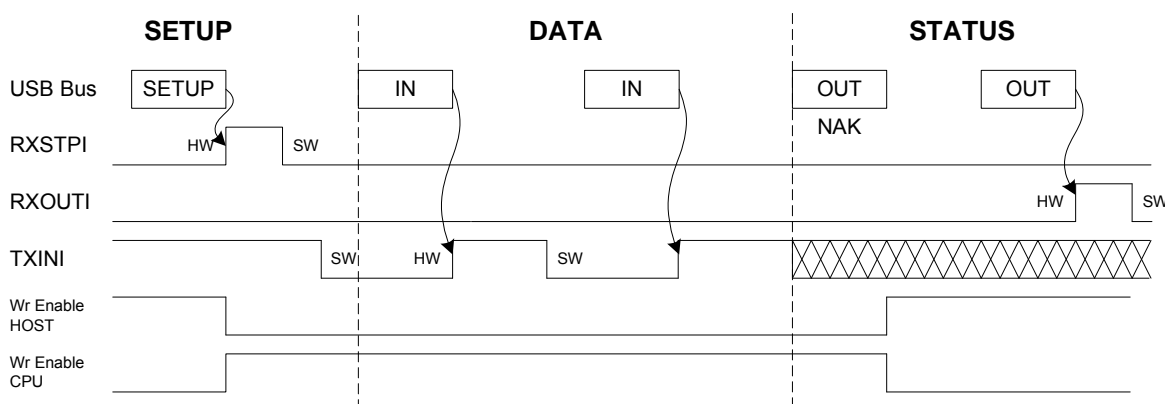 SETUP DATA STATUS
USB Bus SETUP IN IN OUT OUT
NAK
RXSTPI HW SW
RXOUTI HW SW
TXINI SW HW SW
Wr Enable
HOST
Wr Enable
CPU